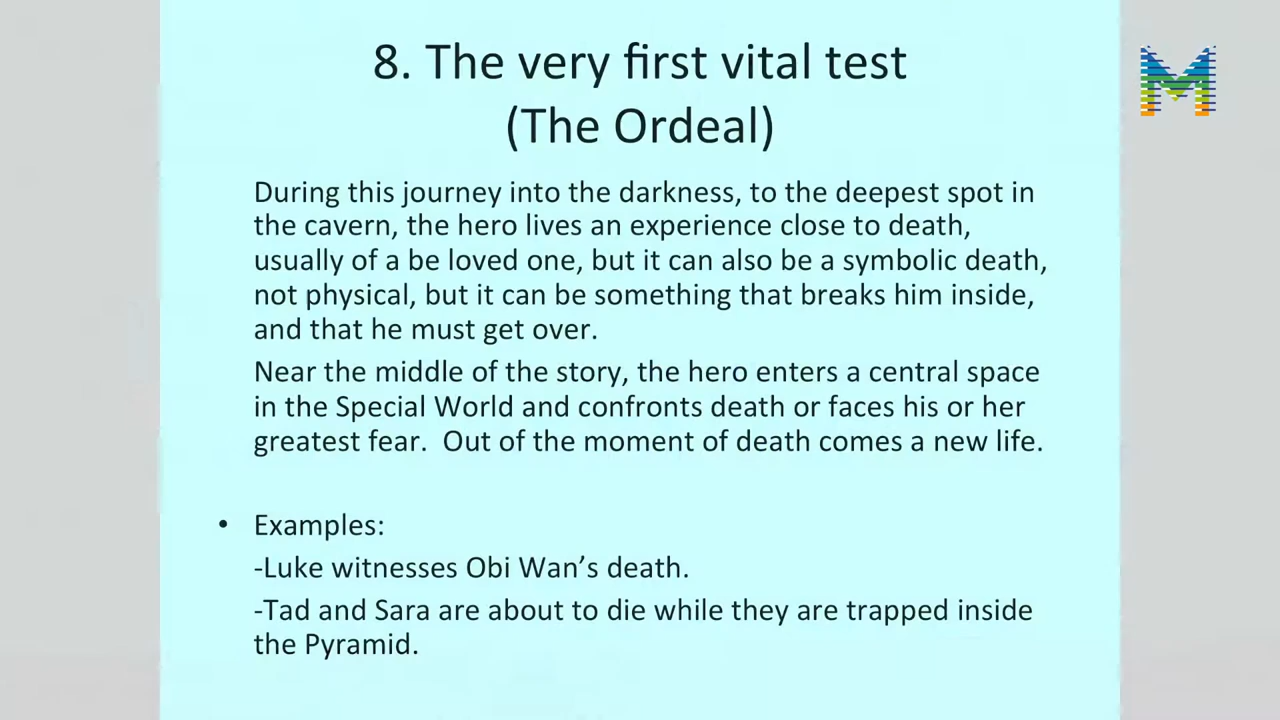 8. The very first vital test
(The Ordeal)
During this journey into the darkness, to the deepest spot in
the cavern, the hero lives an experience close to death,
usually of a be loved one, but it can also be a symbolic death,
not physical, but it can be something that breaks him inside,
and that he must get over.
Near the middle of the story, the hero enters a central space
in the Special World and confronts death or faces his or her
greatest fear.  Out of the moment of death comes a new life.
• Examples:
-Luke witnesses Obi Wan’s death.
-Tad and Sara are about to die while they are trapped inside
the Pyramid.
M